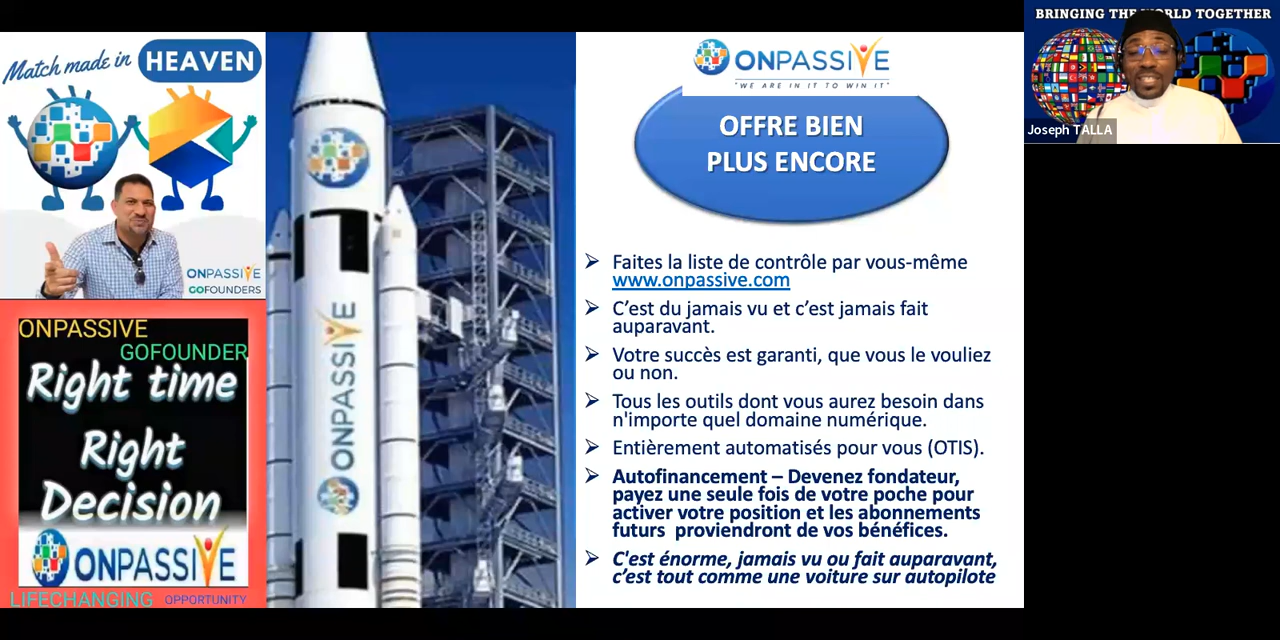 Match made in HEAVEN
ONPASSIVE
GOFOUNDERS
ONPASSIVE
GOFOUNDER
Right time
Right
Decision
ONPASSIVE
LIFECHANGING OPPORTUNITY
ONPASSIVE
ONPASSIVE
"WE ARE IN IT TO WIN IT"
OFFRE BIEN
PLUS ENCORE
➢ Faites la liste de contrôle par vous-même
www.onpassive.com
➢ C’est du jamais vu et c’est jamais fait
auparavant.
➢ Votre succès est garanti, que vous le vouliez
ou non.
➢ Tous les outils dont vous aurez besoin dans
n'importe quel domaine numérique.
➢ Entièrement automatisés pour vous (OTIS).
➢ Autofinancement – Devenez fondateur,
payez une seule fois de votre poche pour
activer votre position et les abonnements
futurs proviendront de vos bénéfices.
➢ C'est énorme, jamais vu ou fait auparavant,
c’est tout comme une voiture sur autopilote
BRINGING THE WORLD TOGETHER
Joseph TALLA